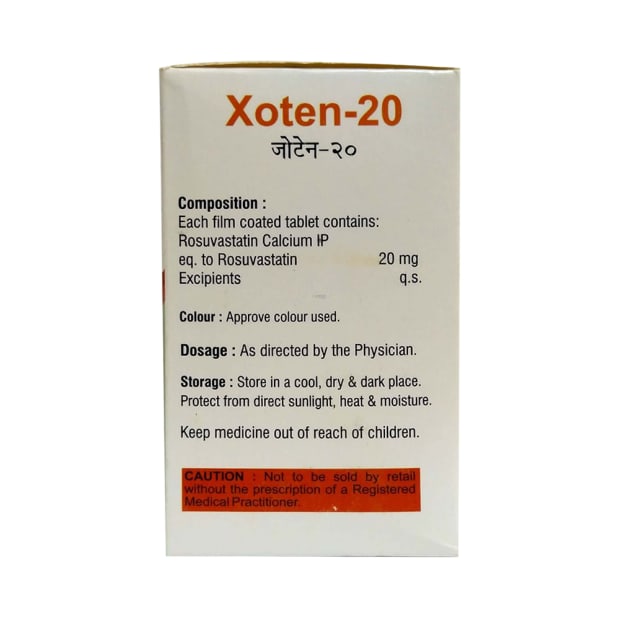 Xoten-20
जोटेन-२०
Composition :
Each film coated tablet contains:
Rosuvastatin Calcium IP
eq. to Rosuvastatin 20 mg
Excipients q.s.
Colour : Approve colour used.
Dosage : As directed by the Physician.
Storage : Store in a cool, dry & dark place.
Protect from direct sunlight, heat & moisture.
Keep medicine out of reach of children.
CAUTION : Not to be sold by retail
without the prescription of a Registered
Medical Practitioner.